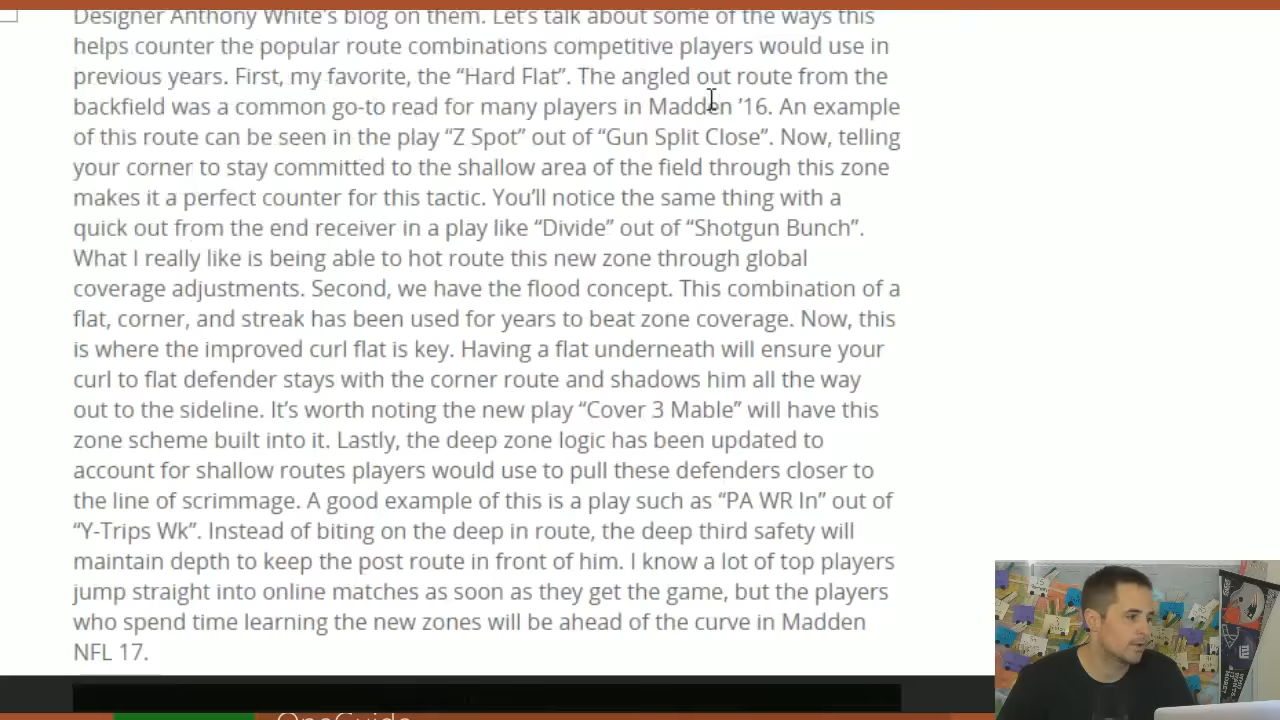 Designer Anthony White's blog on them. Let's talk about some of the ways this
helps counter the popular route combinations competitive players would use in
previous years. First, my favorite, the “Hard Flat”. The angled out route from the
backfield was a common go-to read for many players in Madden ’16. An example
of this route can be seen in the play “Z Spot” out of “Gun Split Close”. Now, telling
your corner to stay committed to the shallow area of the field through this zone
makes it a perfect counter for this tactic. You’ll notice the same thing with a
quick out from the end receiver in a play like “Divide” out of “Shotgun Bunch”.
What I really like is being able to hot route this new zone through global
coverage adjustments. Second, we have the flood concept. This combination of a
flat, corner, and streak has been used for years to beat zone coverage. Now, this
is where the improved curl flat is key. Having a flat underneath will ensure your
curl to flat defender stays with the corner route and shadows him all the way
out to the sideline. It’s worth noting the new play “Cover 3 Mable” will have this
zone scheme built into it. Lastly, the deep zone logic has been updated to
account for shallow routes players would use to pull these defenders closer to
the line of scrimmage. A good example of this is a play such as “PA WR In” out of
“Y-Trips Wk”. Instead of biting on the deep in route, the deep third safety will
maintain depth to keep the post route in front of him. I know a lot of top players
jump straight into online matches as soon as they get the game, but the players
who spend time learning the new zones will be ahead of the curve in Madden
NFL 17.
OneGuide